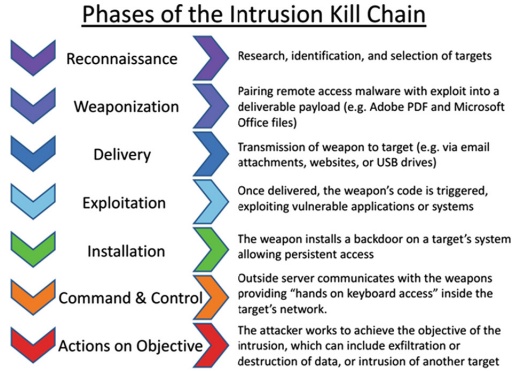 Phases of the Intrusion Kill Chain
Reconnaissance
Research, identification, and selection of targets
Weaponization
Pairing remote access malware with exploit into a
deliverable payload (e.g. Adobe PDF and Microsoft
Office files)
Delivery
Transmission of weapon to target (e.g. via email
attachments, websites, or USB drives)
Exploitation
Once delivered, the weapon's code is triggered,
exploiting vulnerable applications or systems
Installation
The weapon installs a backdoor on a target's system
allowing persistent access
Command & Control
Outside server communicates with the weapons
providing "hands on keyboard access" inside the
target's network.
Actions on Objective
The attacker works to achieve the objective of the
intrusion, which can include exfiltration or
destruction of data, or intrusion of another target